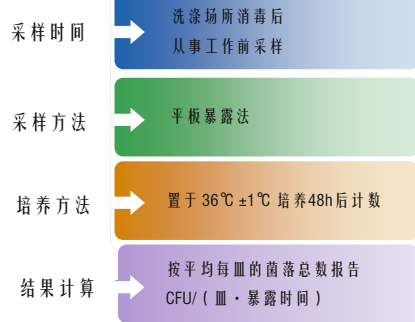 采样时间
洗涤场所消毒后
从事工作前采样
采样方法
平板暴露法
培养方法
置于 36℃ ±1℃ 培养48h后计数
结果计算
按平均每皿的菌落总数报告
CFU/（皿·暴露时间）